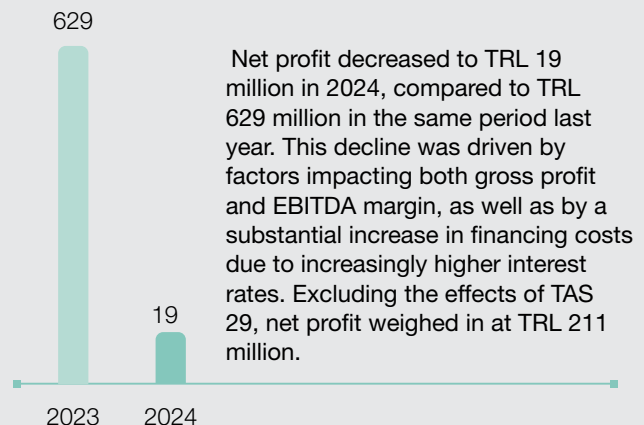 629
Net profit decreased to TRL 19
million in 2024, compared to TRL
629 million in the same period last
year. This decline was driven by
factors impacting both gross profit
and EBITDA margin, as well as by a
substantial increase in financing costs
due to increasingly higher interest
rates. Excluding the effects of TAS
29, net profit weighed in at TRL 211
million.
19
2023 2024